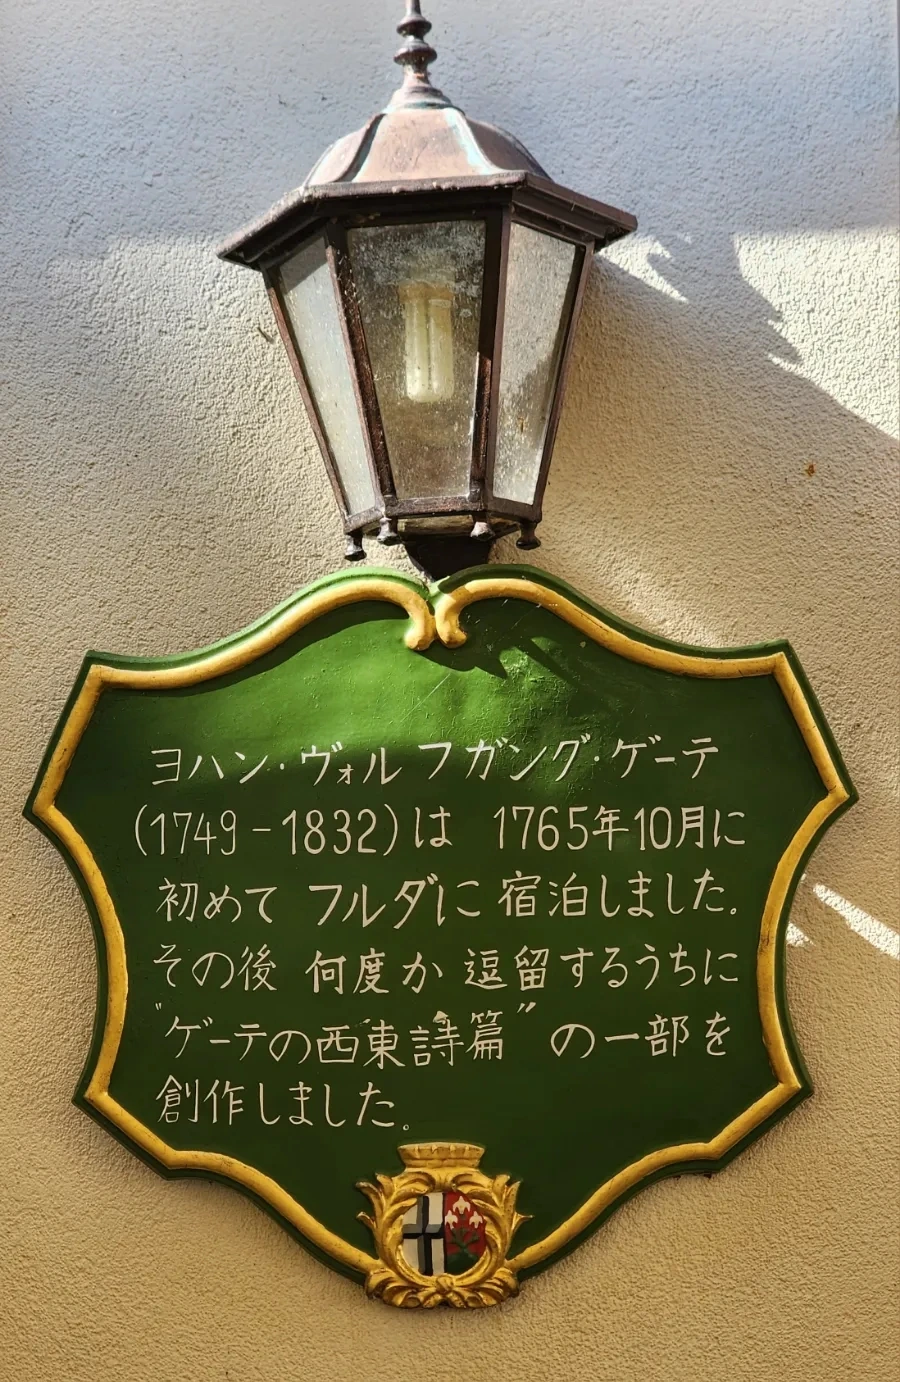 ヨハン・ヴォルフガング・ゲーテ
(1749-1832)は 1765年10月に
初めて フルダに 宿泊しました。
その後 何度か 逗留するうちに
"ゲーテの西東詩篇" の一部を
創作しました。